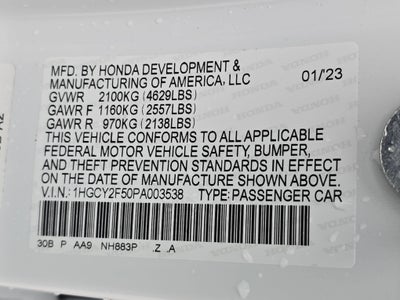 MFD. BY HONDA DEVELOPMENT &
MANUFACTURING OF AMERICA, LLC 01/'23
GVWR 2100KG (4629LBS)
GAWR F 1160KG (2557LBS)
GAWR R 970KG (2138LBS)
THIS VEHICLE CONFORMS TO ALL APPLICABLE
FEDERAL MOTOR VEHICLE SAFETY, BUMPER,
AND THEFT PREVENTION STANDARDS IN EFFECT
ON THE DATE OF MANUFACTURE SHOWN ABOVE.
V.I.N.: 1HGCY2F50PA003538 TYPE: PASSENGER CAR
30B P AA9 NH883P .Z .A